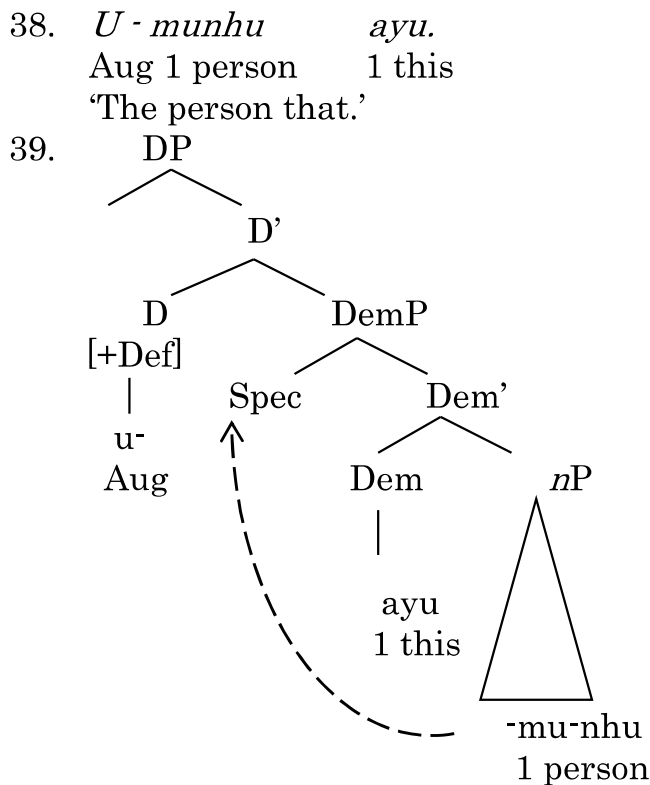 38. U - munhu ayu.
Aug 1 person 1 this
‘The person that.’
39. DP
D’
D DemP
[+Def]
Spec Dem’
u-
Aug Dem nP
ayu
1 this
-mu-nhu
1 person